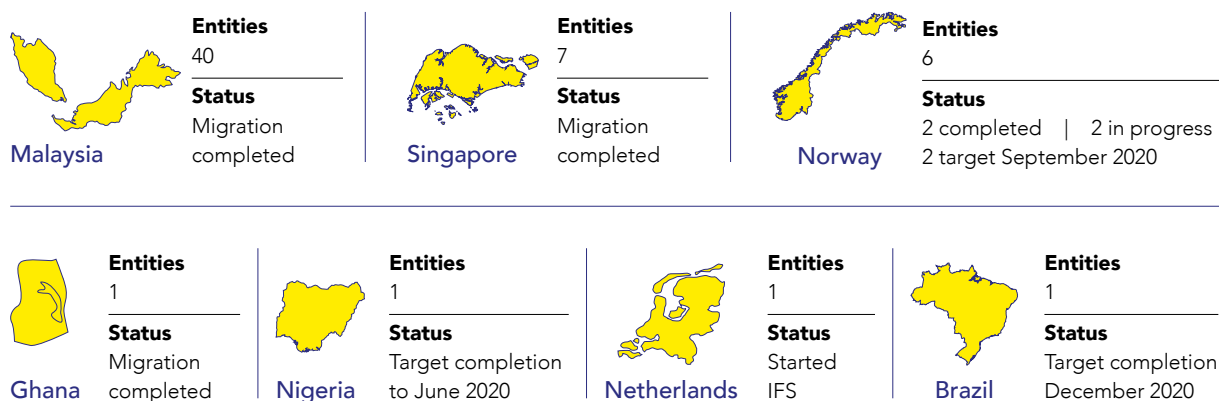 Entities
40
Status
Migration
completed
Malaysia
Entities
7
Status
Migration
completed
Singapore
Entities
6
Status
2 completed | 2 in progress
2 target September 2020
Norway
Entities
1
Status
Migration
completed
Ghana
Entities
1
Status
Target completion
to June 2020
Nigeria
Entities
1
Status
Started
IFS
Netherlands
Entities
1
Status
Target completion
December 2020
Brazil